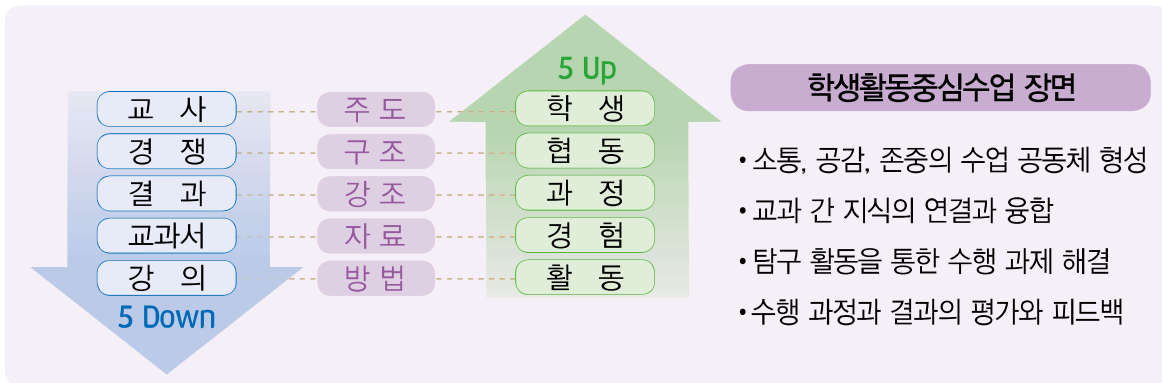 5 Up
교 사 주 도 학 생
경 쟁 구 조 협 동
결 과 강 조 과 정
교과서 자 료 경 험
강 의 방 법 활 동
5 Down
학생활동중심수업 장면
• 소통, 공감, 존중의 수업 공동체 형성
• 교과 간 지식의 연결과 융합
• 탐구 활동을 통한 수행 과제 해결
• 수행 과정과 결과의 평가와 피드백